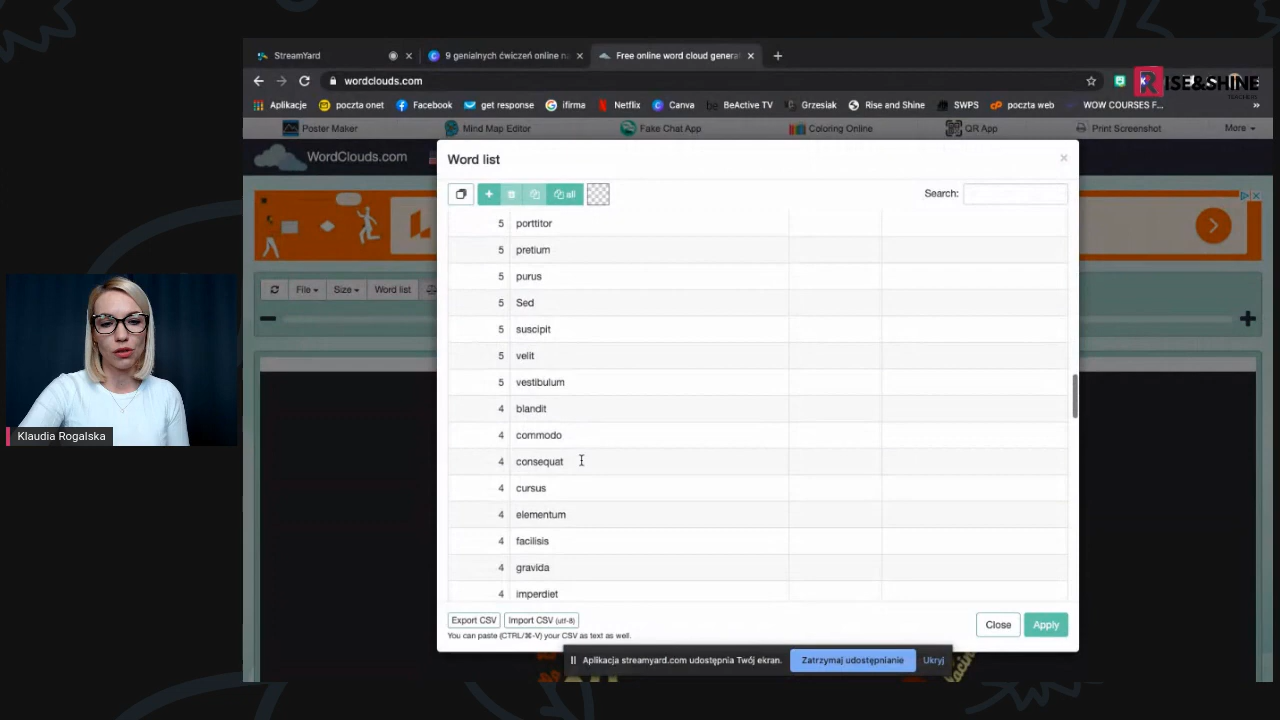 StreamYard
9 genialnych ćwiczeń online na
Free online word cloud genera
wordclouds.com
RISE&SHINE
TEACHERS
Aplikacje
poczta onet
Facebook
get response
ifirma
Netflix
Canva
BeActive TV
Grzesiak
Rise and Shine
SWPS
poczta web
WOW COURSES F...
»
Poster Maker
Mind Map Editor
Fake Chat App
Coloring Online
QR App
Print Screenshot
More
WordClouds.com
Word list
×
all
Search:
File
Size
Word list
5 porttitor
5 pretium
5 purus
5 Sed
5 suscipit
5 velit
5 vestibulum
4 blandit
4 commodo
4 consequat
4 cursus
4 elementum
4 facilisis
4 gravida
4 imperdiet
Klaudia Rogalska
Export CSV
Import CSV (utf-8)
You can paste (CTRL/⌘-V) your CSV as text as well.
Close
Apply
Aplikacja streamyard.com udostępnia Twój ekran.
Zatrzymaj udostępnianie
Ukryj